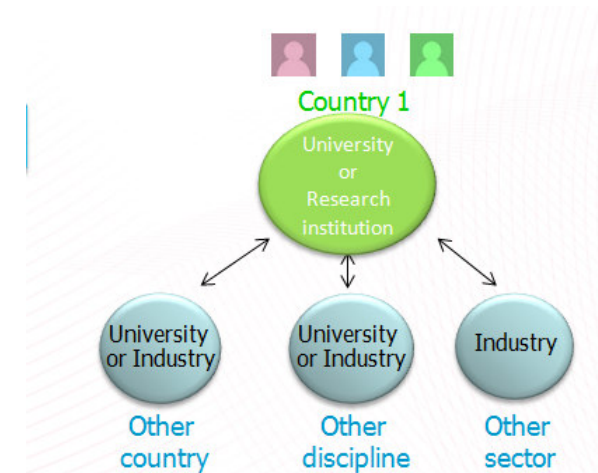 Country 1
University
or
Research
institution
University
or Industry
University
or Industry
Industry
Other
country
Other
discipline
Other
sector